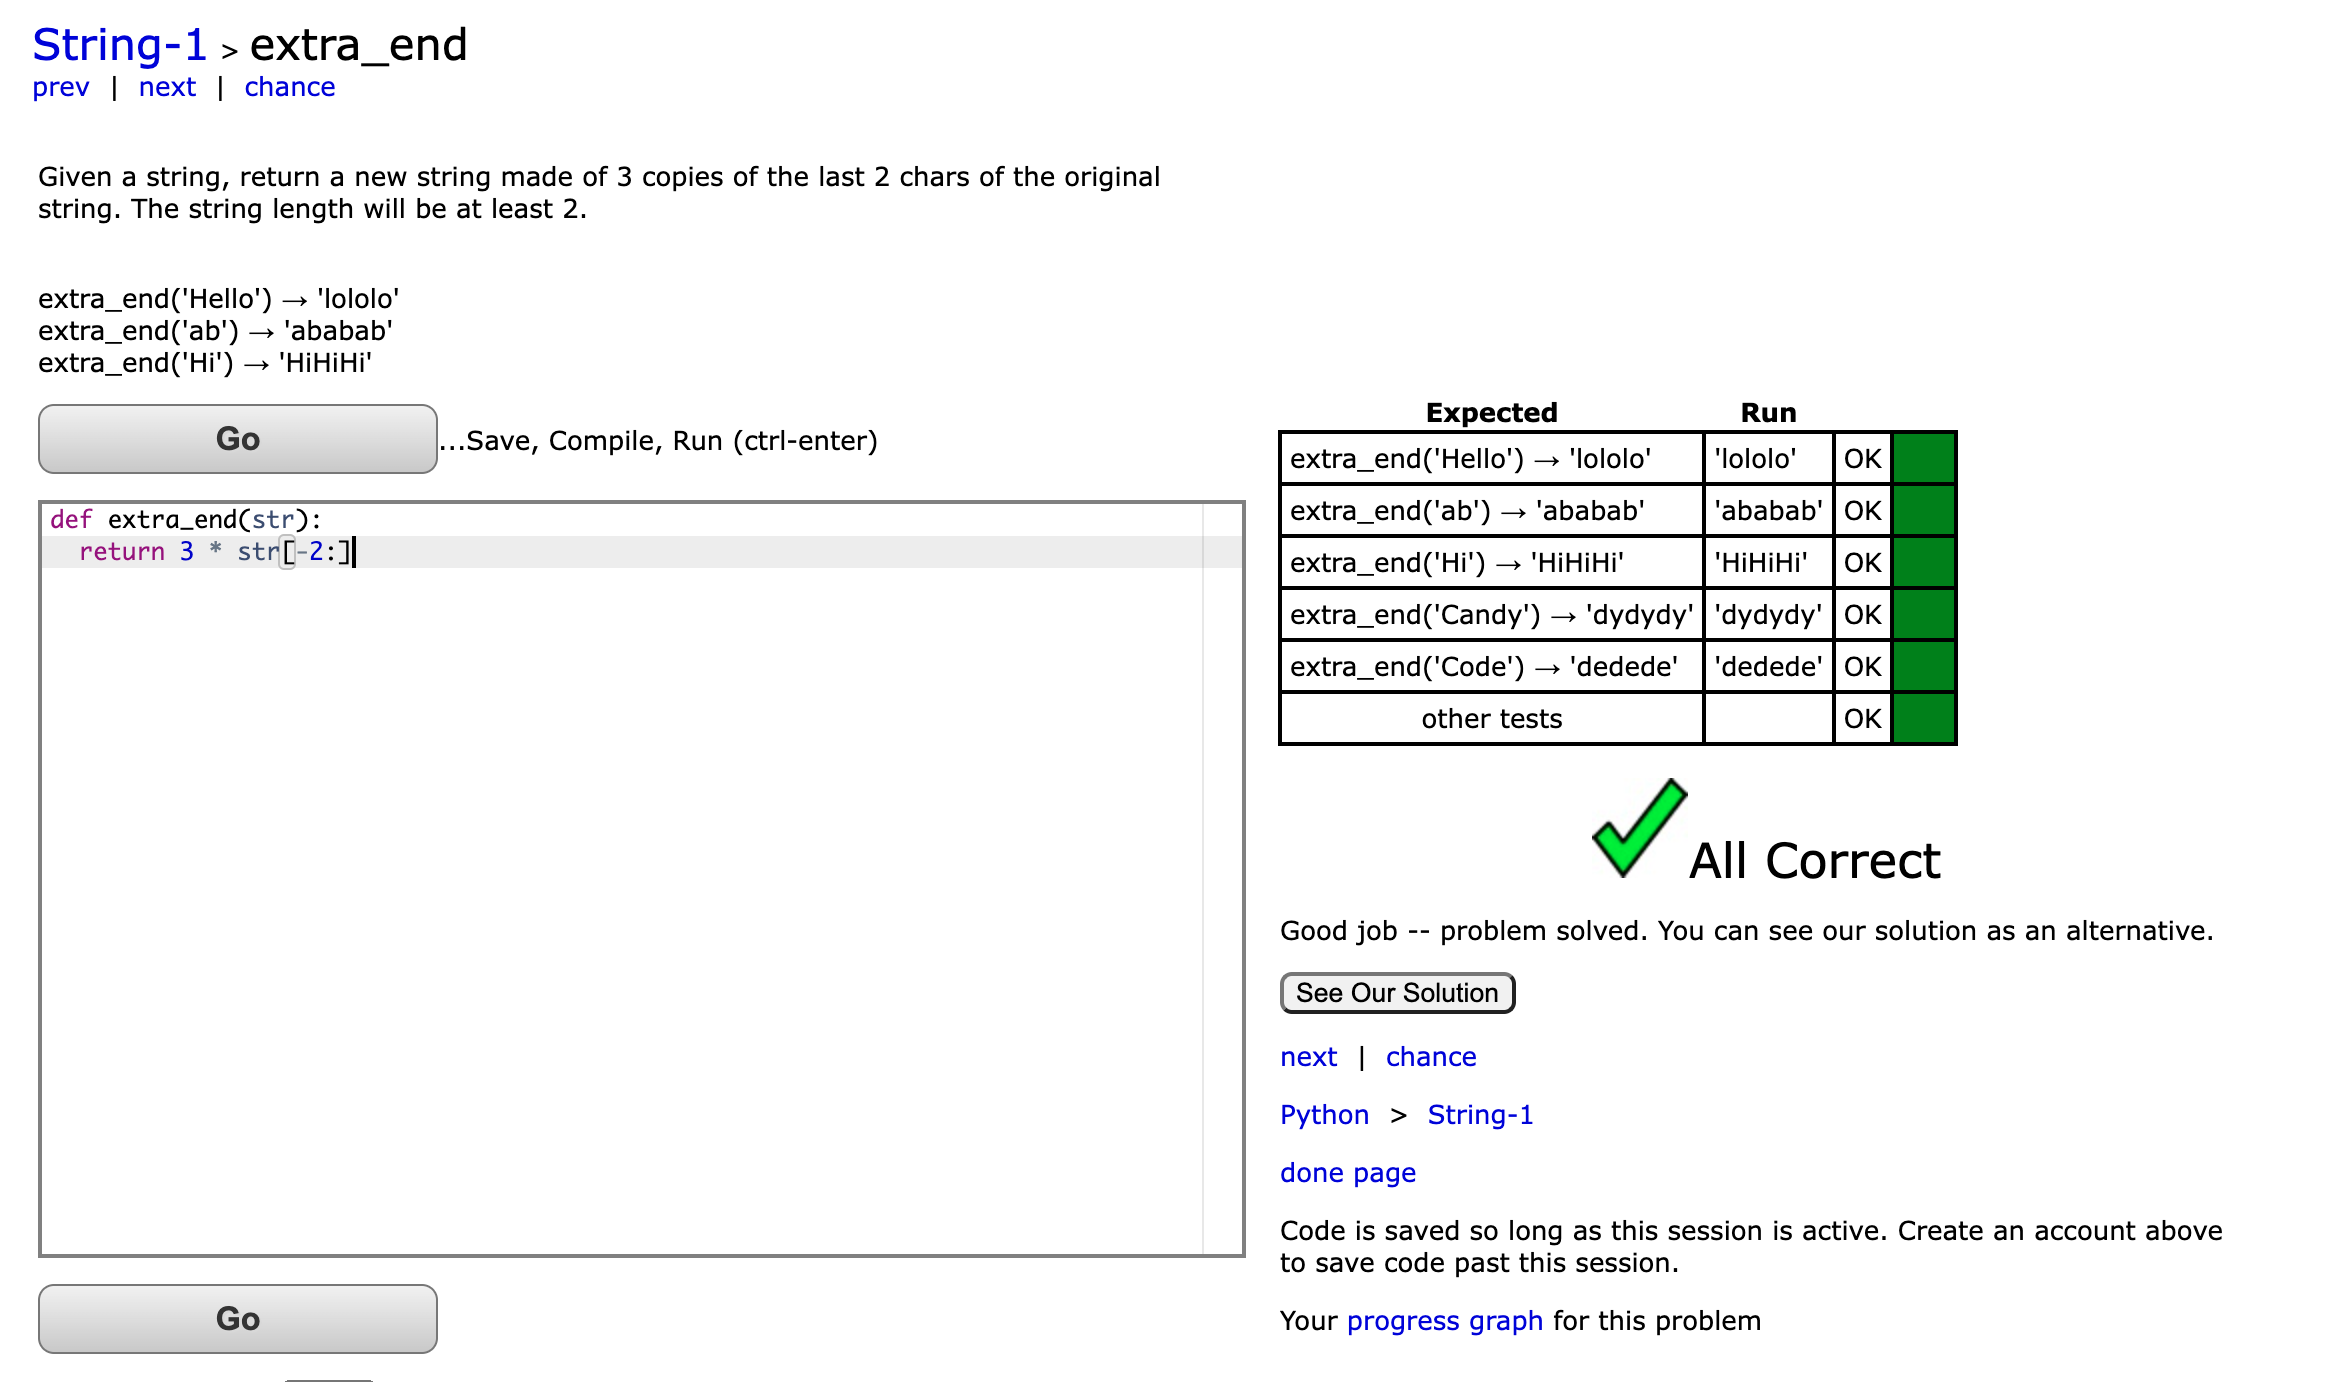 String-1 > extra_end
prev | next | chance
Given a string, return a new string made of 3 copies of the last 2 chars of the original
string. The string length will be at least 2.
extra_end('Hello') → 'lololo'
extra_end('ab') → 'ababab'
extra_end('Hi') → 'HiHiHi'
Go ...Save, Compile, Run (ctrl-enter)
def extra_end(str):
  return 3 * str[-2:]
Go
Expected Run
extra_end('Hello') → 'lololo' 'lololo' OK
extra_end('ab') → 'ababab' 'ababab' OK
extra_end('Hi') → 'HiHiHi' 'HiHiHi' OK
extra_end('Candy') → 'dydydy' 'dydydy' OK
extra_end('Code') → 'dedede' 'dedede' OK
other tests OK
All Correct
Good job -- problem solved. You can see our solution as an alternative.
See Our Solution
next | chance
Python > String-1
done page
Code is saved so long as this session is active. Create an account above
to save code past this session.
Your progress graph for this problem